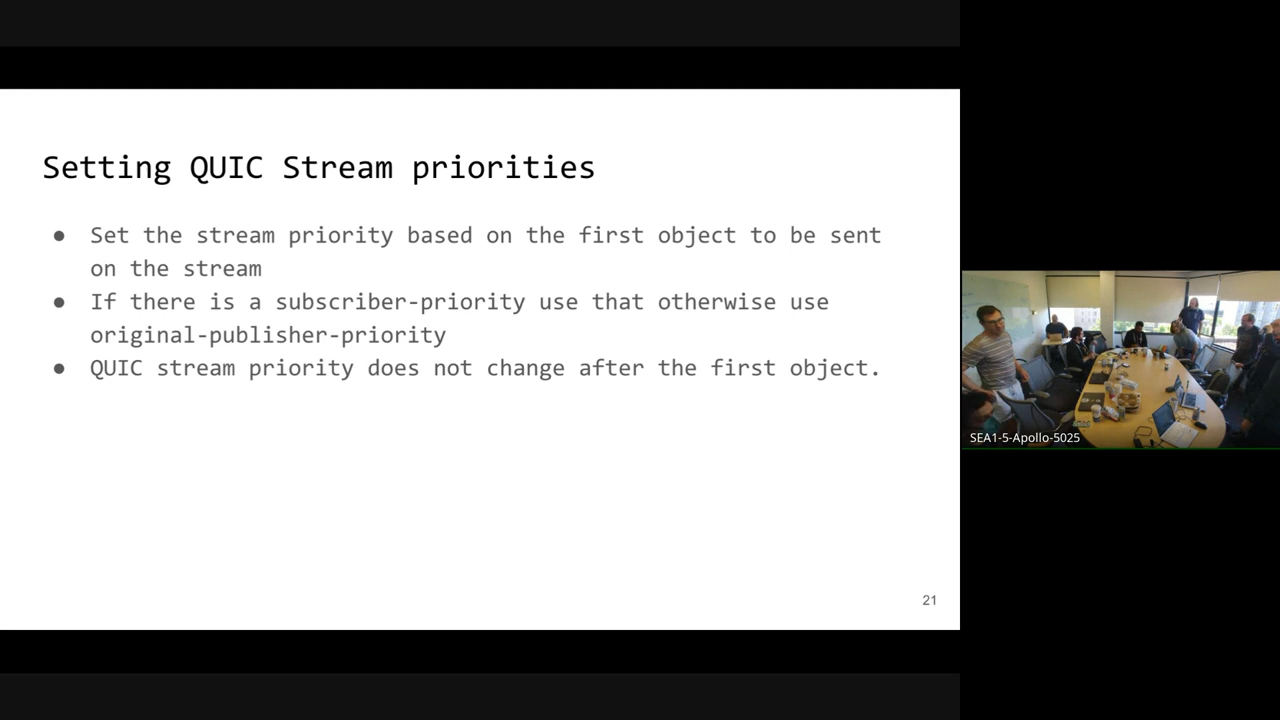 Setting QUIC Stream priorities
● Set the stream priority based on the first object to be sent
on the stream
● If there is a subscriber-priority use that otherwise use
original-publisher-priority
● QUIC stream priority does not change after the first object.
21
SEA1-5-Apollo-5025